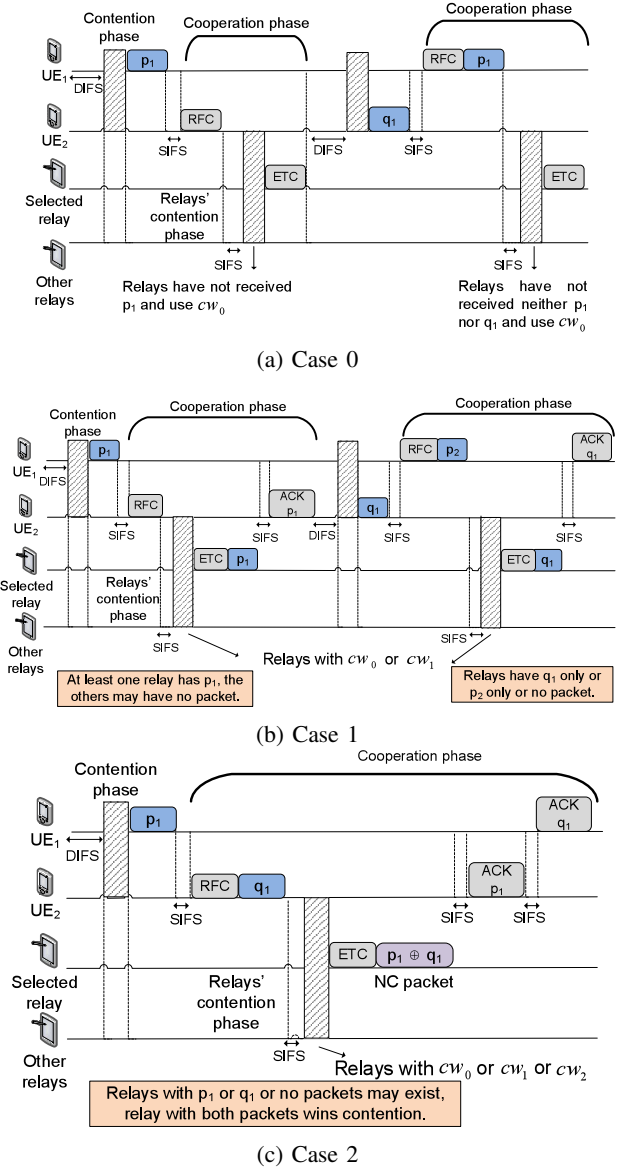 Contention phase
Cooperation phase
Cooperation phase
UE1
p1
RFC
p1
DIFS
UE2
RFC
q1
SIFS
DIFS
SIFS
ETC
ETC
Selected relay
Relays' contention phase
Other relays
SIFS
SIFS
Relays have not received
p1 and use cw0
Relays have not
received neither p1
nor q1 and use cw0
(a) Case 0
Contention phase
Cooperation phase
Cooperation phase
UE1
p1
RFC
p2
ACK q1
DIFS
UE2
RFC
ACK p1
q1
SIFS
SIFS
DIFS
SIFS
SIFS
ETC
p1
ETC
q1
Selected relay
Relays' contention phase
Other relays
SIFS
SIFS
Relays with cw0 or cw1
At least one relay has p1, the
others may have no packet.
Relays have q1 only or
p2 only or no packet.
(b) Case 1
Cooperation phase
Contention phase
UE1
p1
ACK q1
DIFS
UE2
RFC
q1
ACK p1
SIFS
SIFS
SIFS
ETC
p1 ⊕ q1
NC packet
Selected relay
Relays' contention phase
Other relays
SIFS
Relays with cw0 or cw1 or cw2
Relays with p1 or q1 or no packets may exist,
relay with both packets wins contention.
(c) Case 2